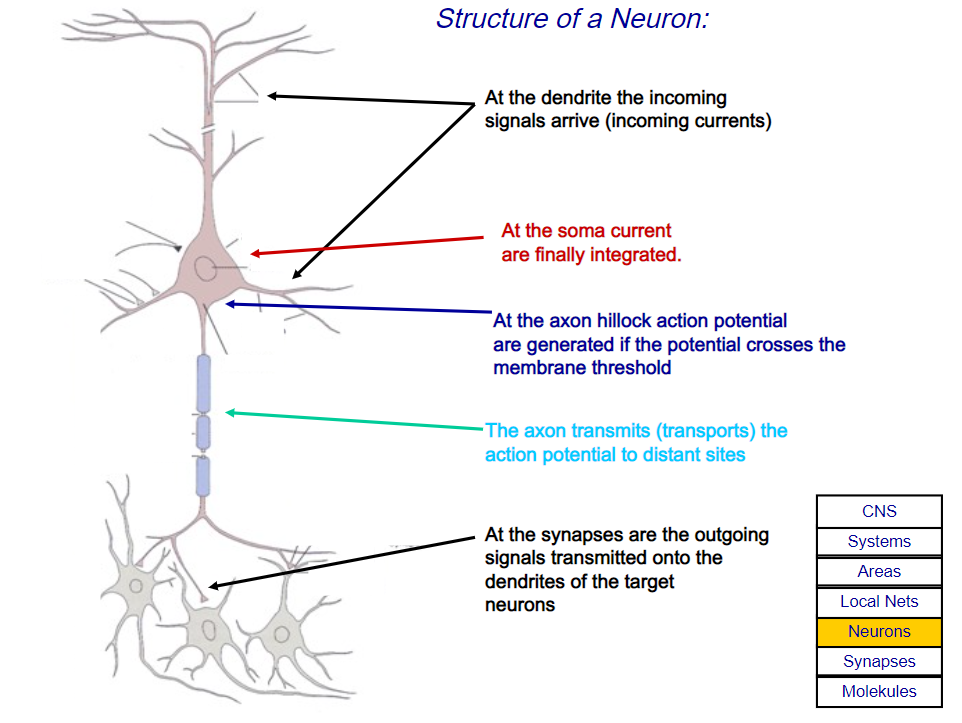 Structure of a Neuron:
At the dendrite the incoming
signals arrive (incoming currents)
At the soma current
are finally integrated.
At the axon hillock action potential
are generated if the potential crosses the
membrane threshold
The axon transmits (transports) the
action potential to distant sites
At the synapses are the outgoing
signals transmitted onto the
dendrites of the target
neurons
CNS
Systems
Areas
Local Nets
Neurons
Synapses
Molekules